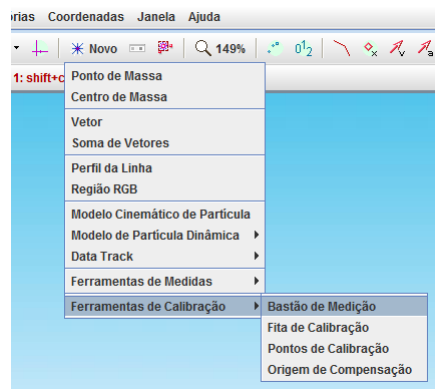 Coordenadas Janela Ajuda
Novo 149%
1: shift+c
Ponto de Massa
Centro de Massa
Vetor
Soma de Vetores
Perfil da Linha
Região RGB
Modelo Cinemático de Partícula
Modelo de Partícula Dinâmica
Data Track
Ferramentas de Medidas
Ferramentas de Calibração
Bastão de Medição
Fita de Calibração
Pontos de Calibração
Origem de Compensação